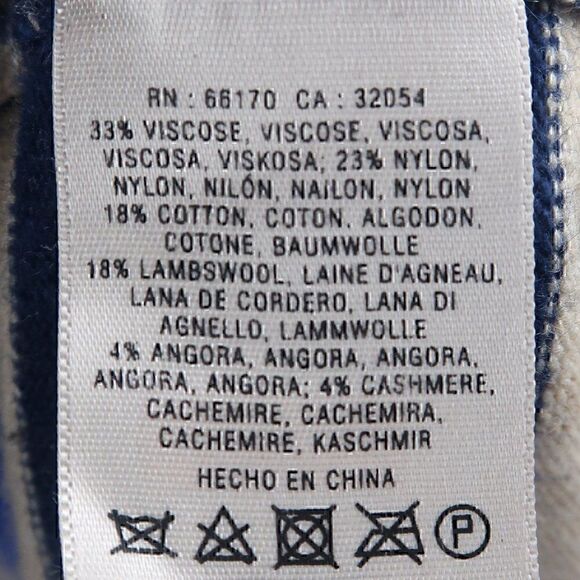 RN : 66170 CA : 32054
33% VISCOSE, VISCOSE, VISCOSA,
VISCOSA, VISKOSA; 23% NYLON,
NYLON, NILÓN, NAILON, NYLON
18% COTTON, COTON, ALGODON,
COTONE, BAUMWOLLE
18% LAMBSWOOL, LAINE D'AGNEAU,
LANA DE CORDERO, LANA DI
AGNELLO, LAMMWOLLE
4% ANGORA, ANGORA, ANGORA,
ANGORA, ANGORA; 4% CASHMERE,
CACHEMIRE, CACHEMIRA,
CACHEMIRE, KASCHMIR
HECHO EN CHINA
P